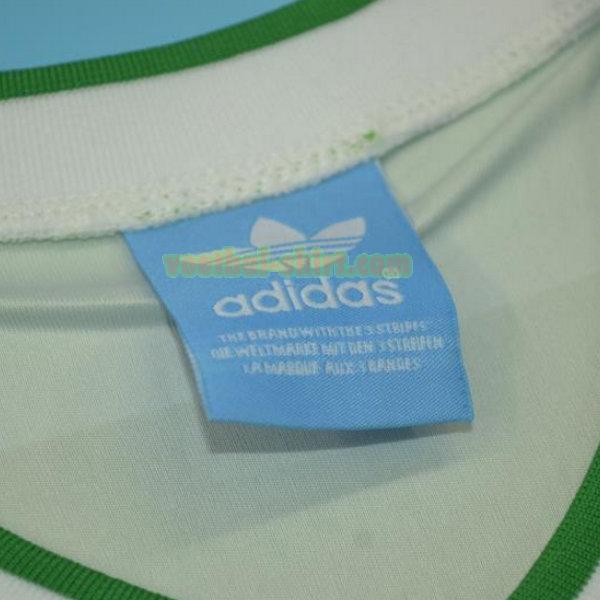 voetbal-shirt.com
adidas
THE BRAND WITH THE 3 STRIPES
DIE WELTMARKE MIT DEN 3 STREIFEN
LA MARQUE AUX 3 BANDES